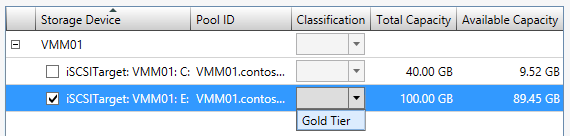 Storage Device Pool ID Classification Total Capacity Available Capacity
VMM01
iSCSITarget: VMM01: C: VMM01.contos... 40.00 GB 9.52 GB
iSCSITarget: VMM01: E: VMM01.contos... 100.00 GB 89.45 GB
Gold Tier